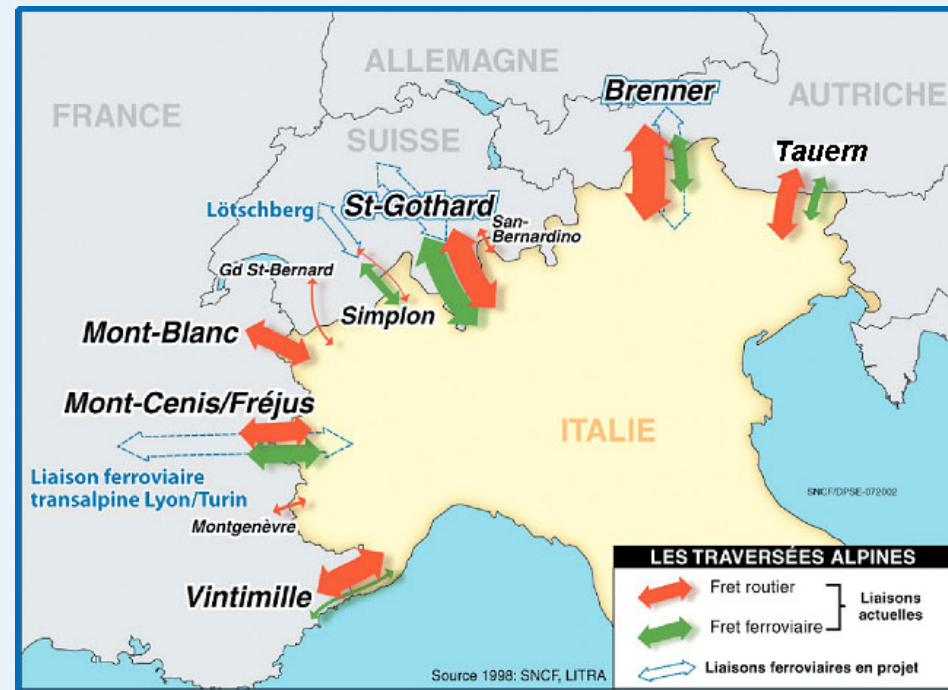 ALLEMAGNE
FRANCE
Brenner
AUTRICHE
SUISSE
Tauern
Lötschberg
St-Gothard
San-
Bernardino
Gd St-Bernard
Simplon
Mont-Blanc
Mont-Cenis/Fréjus
ITALIE
Liaison ferroviaire
transalpine Lyon/Turin
SNCF/DPSE-072002
Montgenèvre
Vintimille
LES TRAVERSÉES ALPINES
Fret routier
Fret ferroviaire
Liaisons
actuelles
Liaisons ferroviaires en projet
Source 1998: SNCF, LITRA